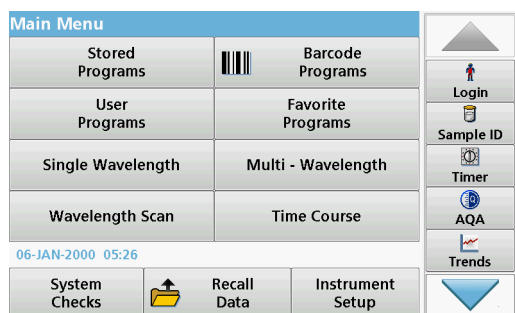 Main Menu
Stored
Programs
Barcode
Programs
User
Programs
Favorite
Programs
Single Wavelength
Multi - Wavelength
Wavelength Scan
Time Course
06-JAN-2000 05:26
System
Checks
Recall
Data
Instrument
Setup
Login
Sample ID
Timer
AQA
Trends